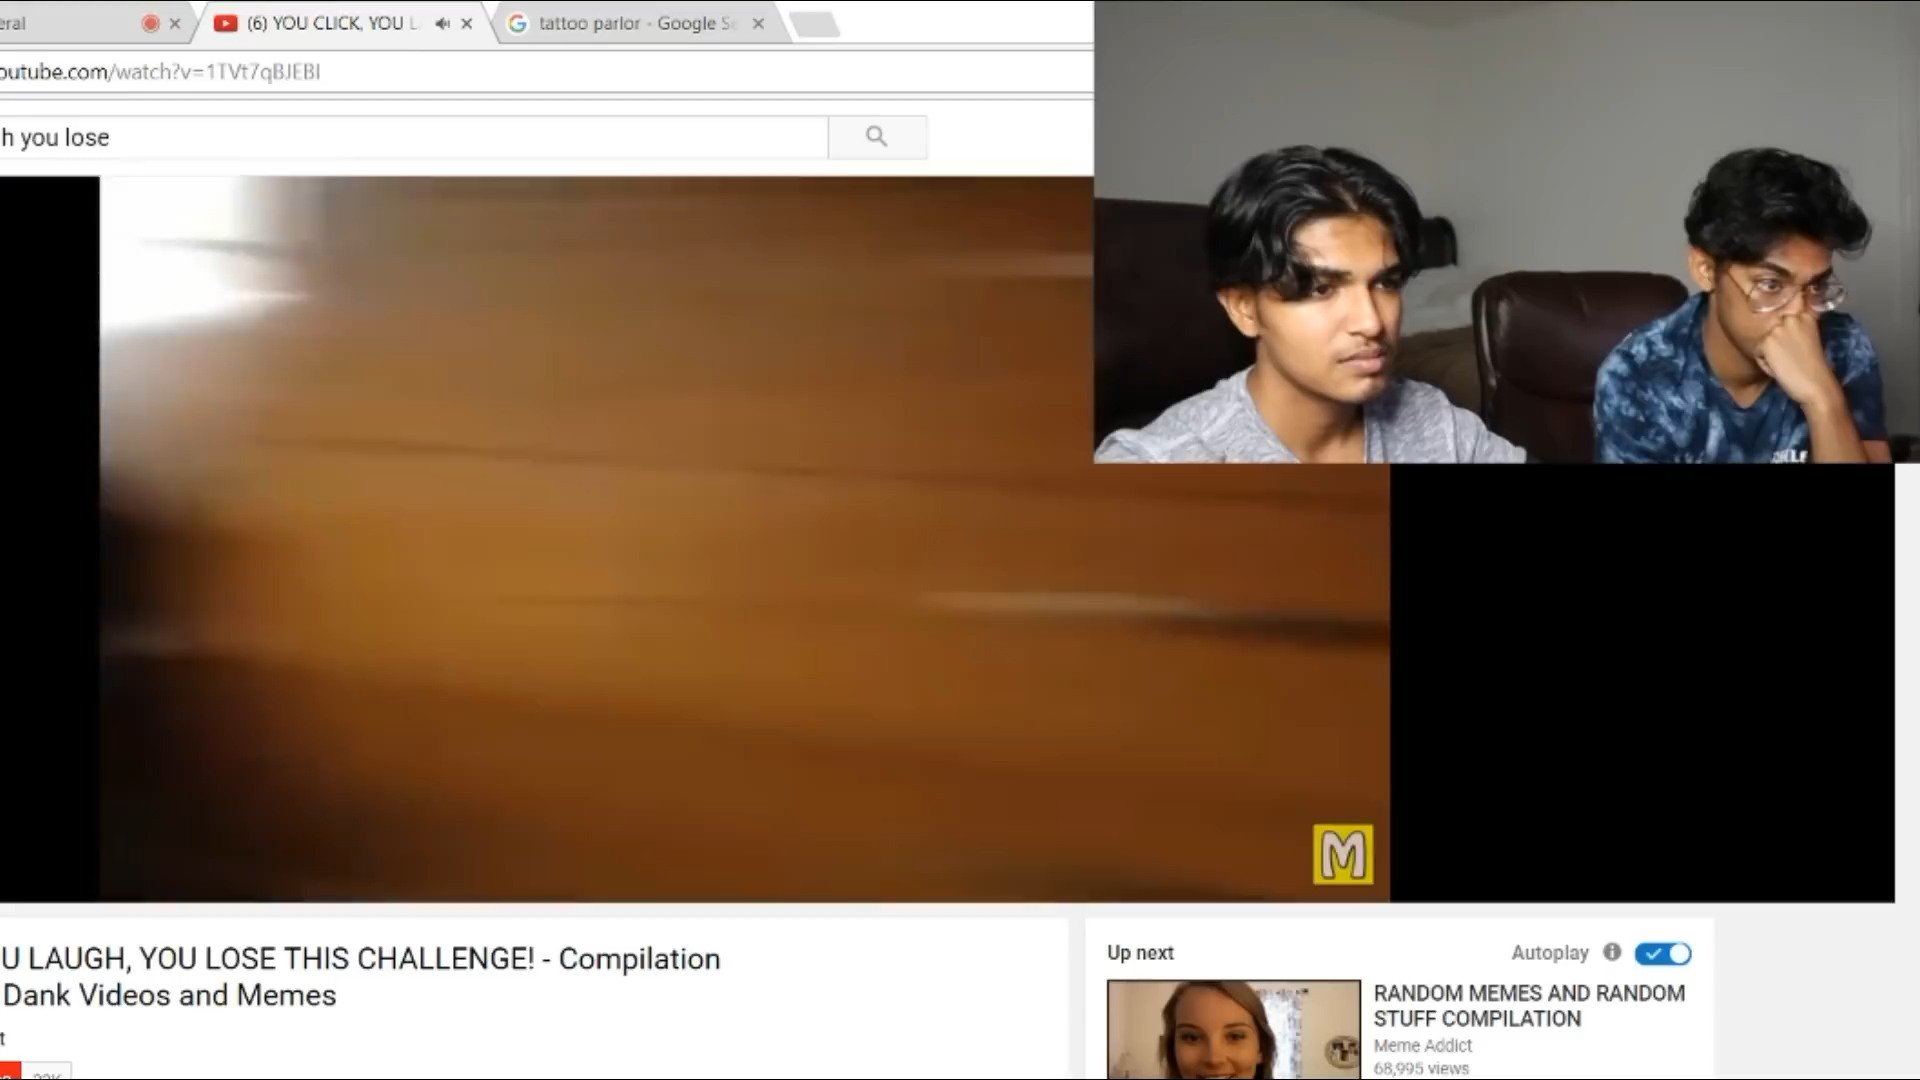 eral
(6) YOU CLICK, YOU L
tattoo parlor - Google Se
outube.com/watch?v=1TVt7qBJEBI
h you lose
M
U LAUGH, YOU LOSE THIS CHALLENGE! - Compilation
Dank Videos and Memes
t
Up next
Autoplay
RANDOM MEMES AND RANDOM
STUFF COMPILATION
Meme Addict
68,995 views